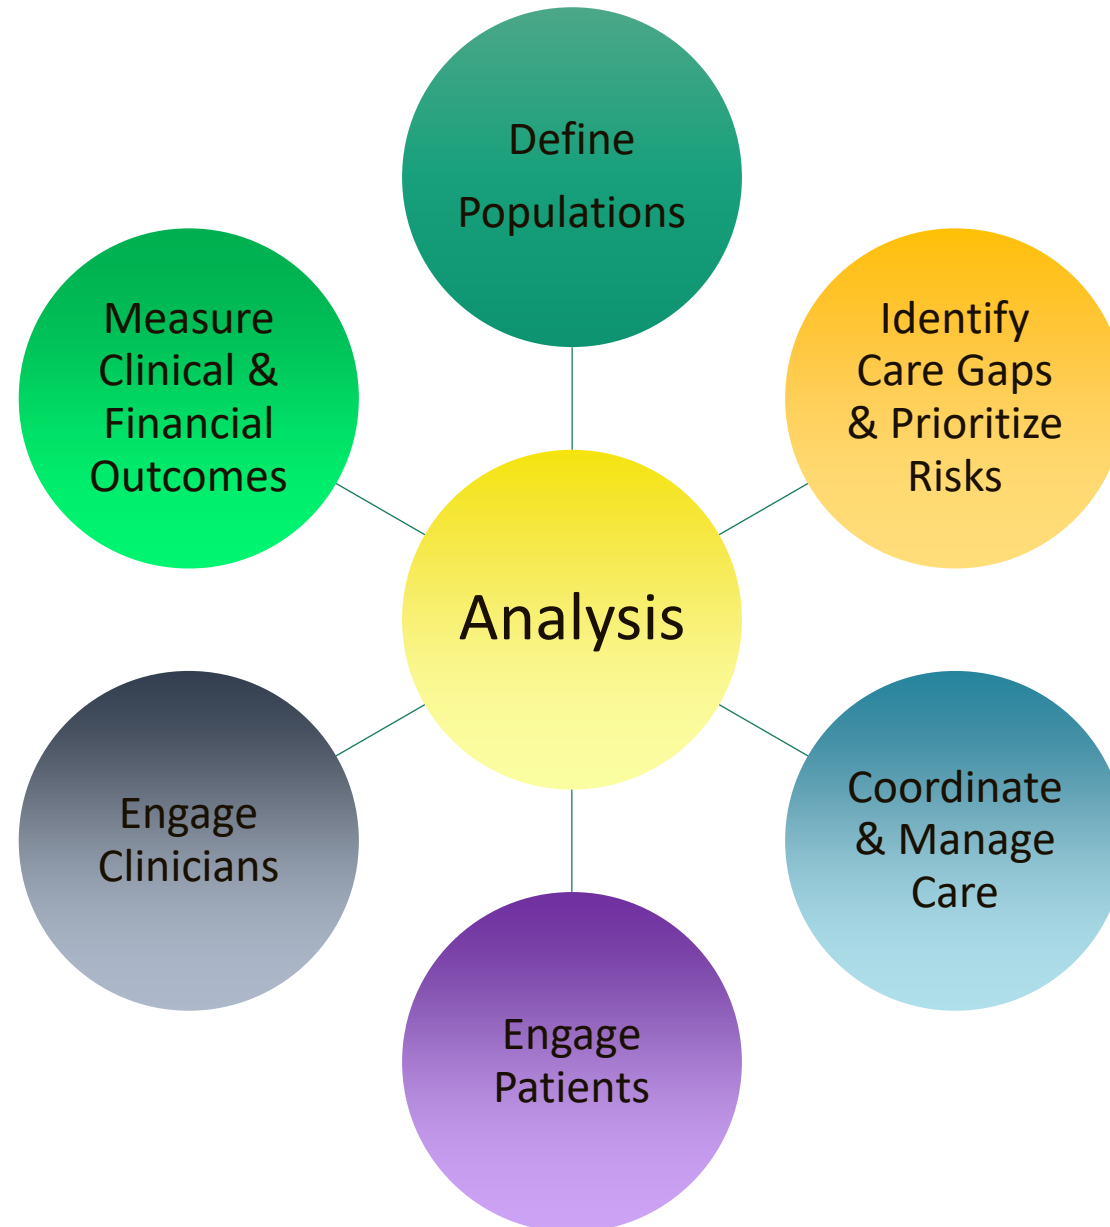 Define
Populations
Identify
Care Gaps
& Prioritize
Risks
Coordinate
& Manage
Care
Engage
Patients
Engage
Clinicians
Measure
Clinical &
Financial
Outcomes
Analysis